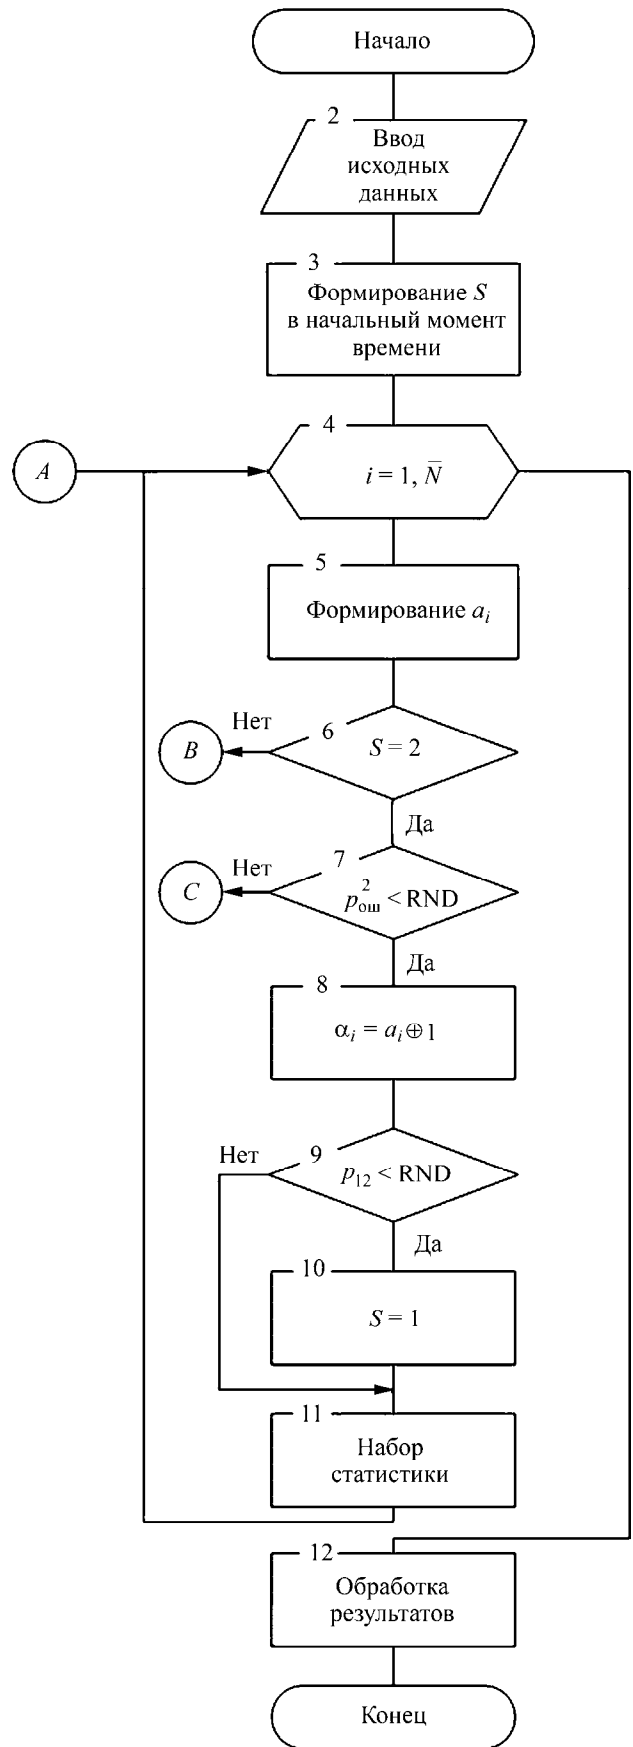 Начало
2
Ввод
исходных
данных
3
Формирование S
в начальный момент
времени
4
A
i = 1, N̅
5
Формирование aᵢ
Нет
6
B
S = 2
Да
Нет
7
C
p²ош < RND
Да
8
αᵢ = aᵢ ⊕ 1
Нет
9
p₁₂ < RND
Да
10
S = 1
11
Набор
статистики
12
Обработка
результатов
Конец